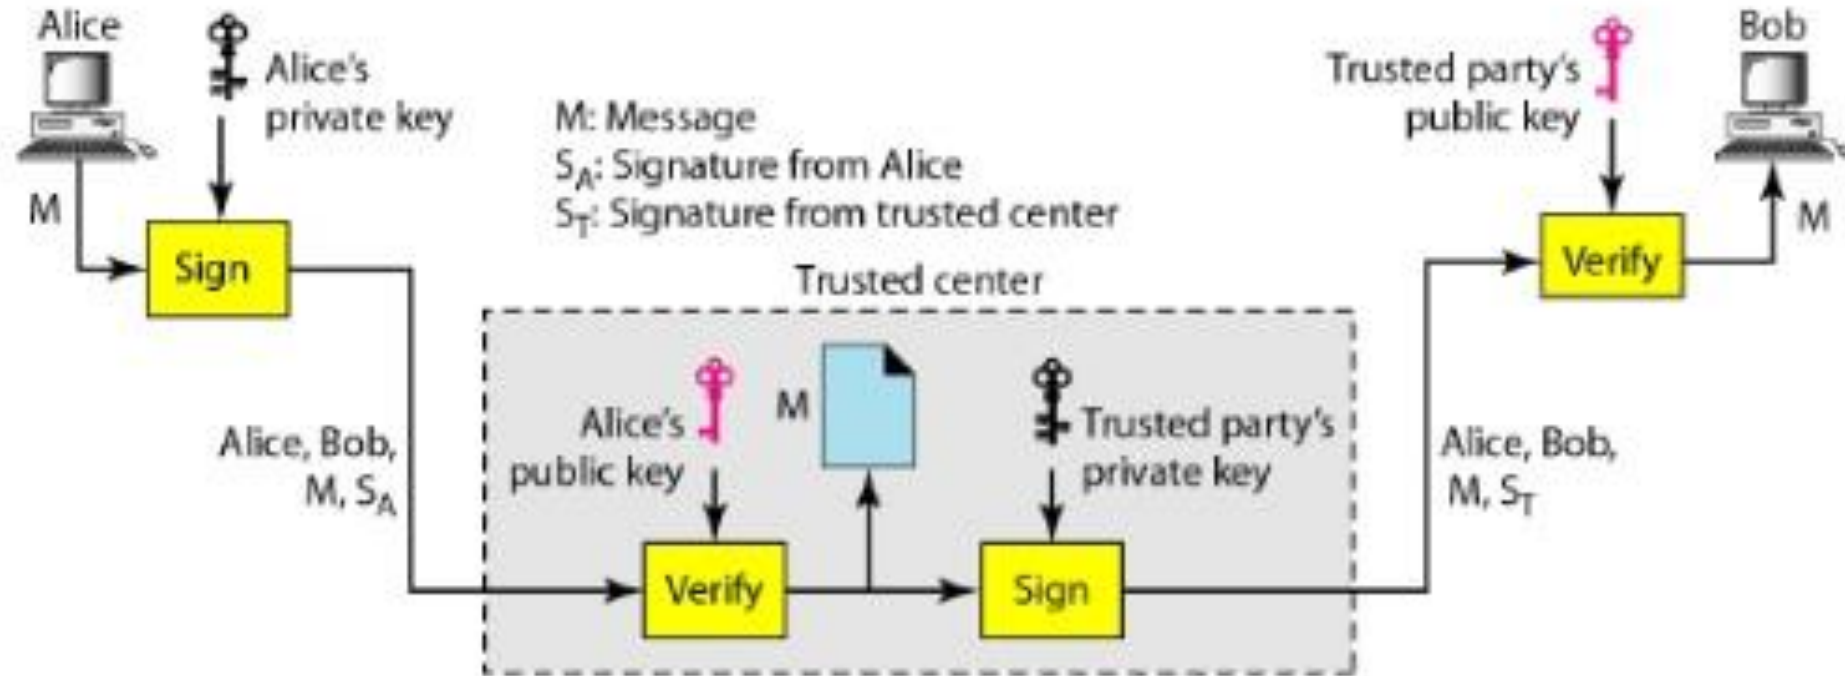 Alice
Alice's
private key
M
Sign
M: Message
S_A: Signature from Alice
S_T: Signature from trusted center
Trusted party's
public key
Bob
Verify
M
Trusted center
Alice, Bob,
M, S_A
Alice's
public key
Verify
M
Trusted party's
private key
Sign
Alice, Bob,
M, S_T